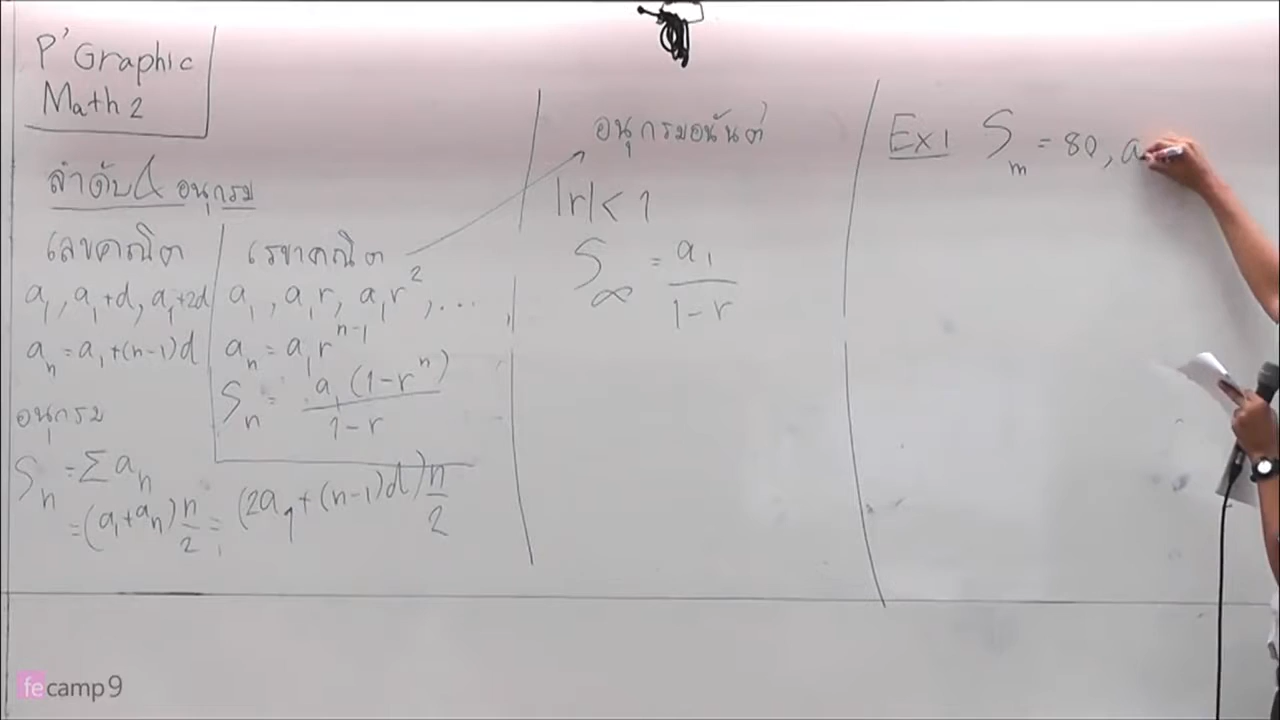 P' Graphic
Math 2
ลำดับ & อนุกรม
เลขคณิต
a₁, a₁+d, a₁+2d
aₙ = a₁+(n-1)d
อนุกรม
Sₙ = Σaₙ
= (a₁+aₙ)n/2 = (2a₁+(n-1)d)n/2
เรขาคณิต
a₁, a₁r, a₁r², ...,
aₙ = a₁rⁿ⁻¹
Sₙ = a₁(1-rⁿ)/1-r
อนุกรมอนันต์
|r| < 1
S∞ = a₁/1-r
Ex 1 Sₘ = 80, a
fecamp9